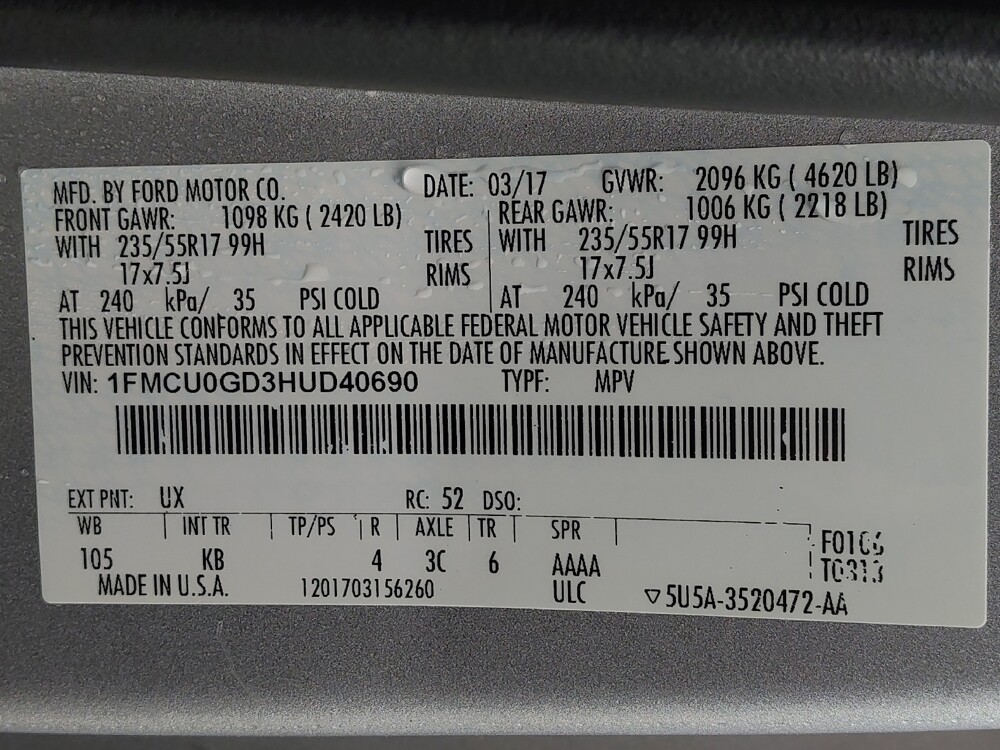 MFD. BY FORD MOTOR CO. DATE: 03/17 GVWR: 2096 KG ( 4620 LB)
FRONT GAWR: 1098 KG ( 2420 LB) REAR GAWR: 1006 KG ( 2218 LB)
WITH 235/55R17 99H TIRES WITH 235/55R17 99H TIRES
17x7.5J RIMS 17x7.5J RIMS
AT 240 kPa/ 35 PSI COLD AT 240 kPa/ 35 PSI COLD
THIS VEHICLE CONFORMS TO ALL APPLICABLE FEDERAL MOTOR VEHICLE SAFETY AND THEFT
PREVENTION STANDARDS IN EFFECT ON THE DATE OF MANUFACTURE SHOWN ABOVE.
VIN: 1FMCU0GD3HUD40690 TYPE: MPV
EXT PNT: UX RC: 52 DSO:
WB INT TR TP/PS R AXLE TR SPR
105 KB 4 3C 6 AAAA
F0106
T0313
MADE IN U.S.A. 1201703156260 ULC ▽ 5U5A-3520472-AA